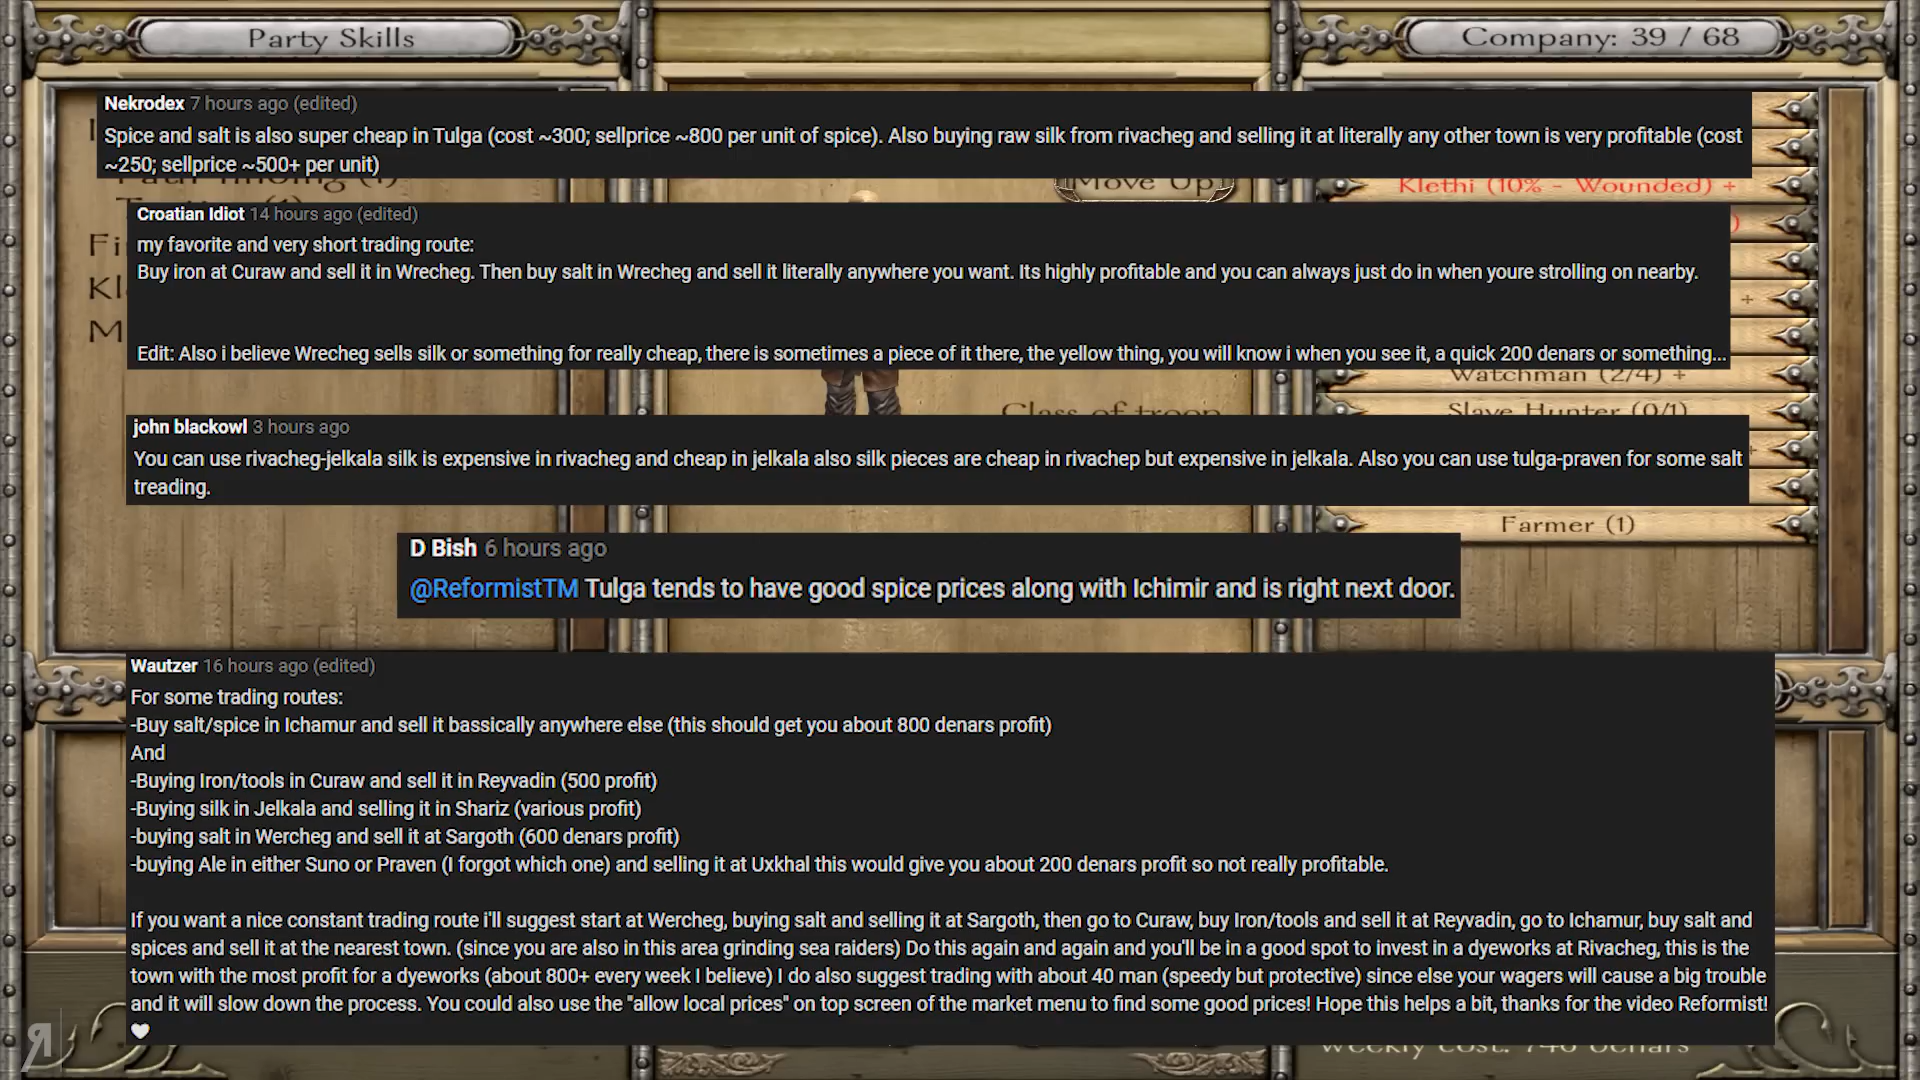 Party Skills
Company: 39 / 68
Nekrodex 7 hours ago (edited)
Spice and salt is also super cheap in Tulga (cost ~300; sellprice ~800 per unit of spice). Also buying raw silk from rivacheg and selling it at literally any other town is very profitable (cost
~250; sellprice ~500+ per unit)
Move Up
Klethi (10% - Wounded) +
Croatian Idiot 14 hours ago (edited)
my favorite and very short trading route:
Buy iron at Curaw and sell it in Wrecheg. Then buy salt in Wrecheg and sell it literally anywhere you want. Its highly profitable and you can always just do in when youre strolling on nearby.
Edit: Also i believe Wrecheg sells silk or something for really cheap, there is sometimes a piece of it there, the yellow thing, you will know i when you see it, a quick 200 denars or something...
Watchman (2/4) +
Class of troop
Slave Hunter (0/1)
john blackowl 3 hours ago
You can use rivacheg-jelkala silk is expensive in rivacheg and cheap in jelkala also silk pieces are cheap in rivachep but expensive in jelkala. Also you can use tulga-praven for some salt
treading.
Farmer (1)
D Bish 6 hours ago
@ReformistTM Tulga tends to have good spice prices along with Ichimir and is right next door.
Wautzer 16 hours ago (edited)
For some trading routes:
-Buy salt/spice in Ichamur and sell it bassically anywhere else (this should get you about 800 denars profit)
And
-Buying Iron/tools in Curaw and sell it in Reyvadin (500 profit)
-Buying silk in Jelkala and selling it in Shariz (various profit)
-buying salt in Wercheg and sell it at Sargoth (600 denars profit)
-buying Ale in either Suno or Praven (I forgot which one) and selling it at Uxkhal this would give you about 200 denars profit so not really profitable.
If you want a nice constant trading route i'll suggest start at Wercheg, buying salt and selling it at Sargoth, then go to Curaw, buy Iron/tools and sell it at Reyvadin, go to Ichamur, buy salt and
spices and sell it at the nearest town. (since you are also in this area grinding sea raiders) Do this again and again and you'll be in a good spot to invest in a dyeworks at Rivacheg, this is the
town with the most profit for a dyeworks (about 800+ every week I believe) I do also suggest trading with about 40 man (speedy but protective) since else your wagers will cause a big trouble
and it will slow down the process. You could also use the "allow local prices" on top screen of the market menu to find some good prices! Hope this helps a bit, thanks for the video Reformist!
weekly cost: 746 denars